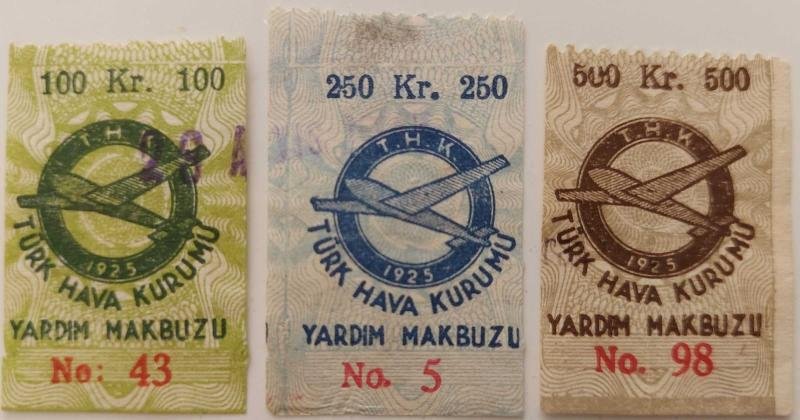 100 Kr. 100
T.H.K.
1925
TÜRK HAVA KURUMU
YARDIM MAKBUZU
No: 43
250 Kr. 250
T.H.K.
1925
TÜRK HAVA KURUMU
YARDIM MAKBUZU
No. 5
500 Kr. 500
T.H.K.
1925
TÜRK HAVA KURUMU
YARDIM MAKBUZU
No. 98